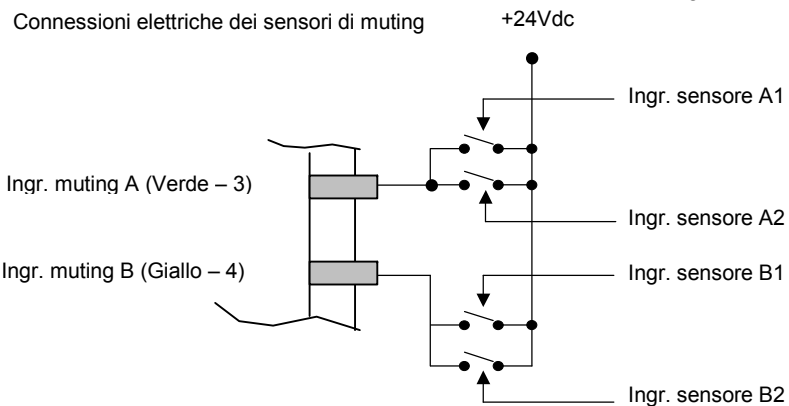 Connessioni elettriche dei sensori di muting
+24Vdc
Ingr. sensore A1
Ingr. muting A (Verde – 3)
Ingr. sensore A2
Ingr. muting B (Giallo – 4)
Ingr. sensore B1
Ingr. sensore B2